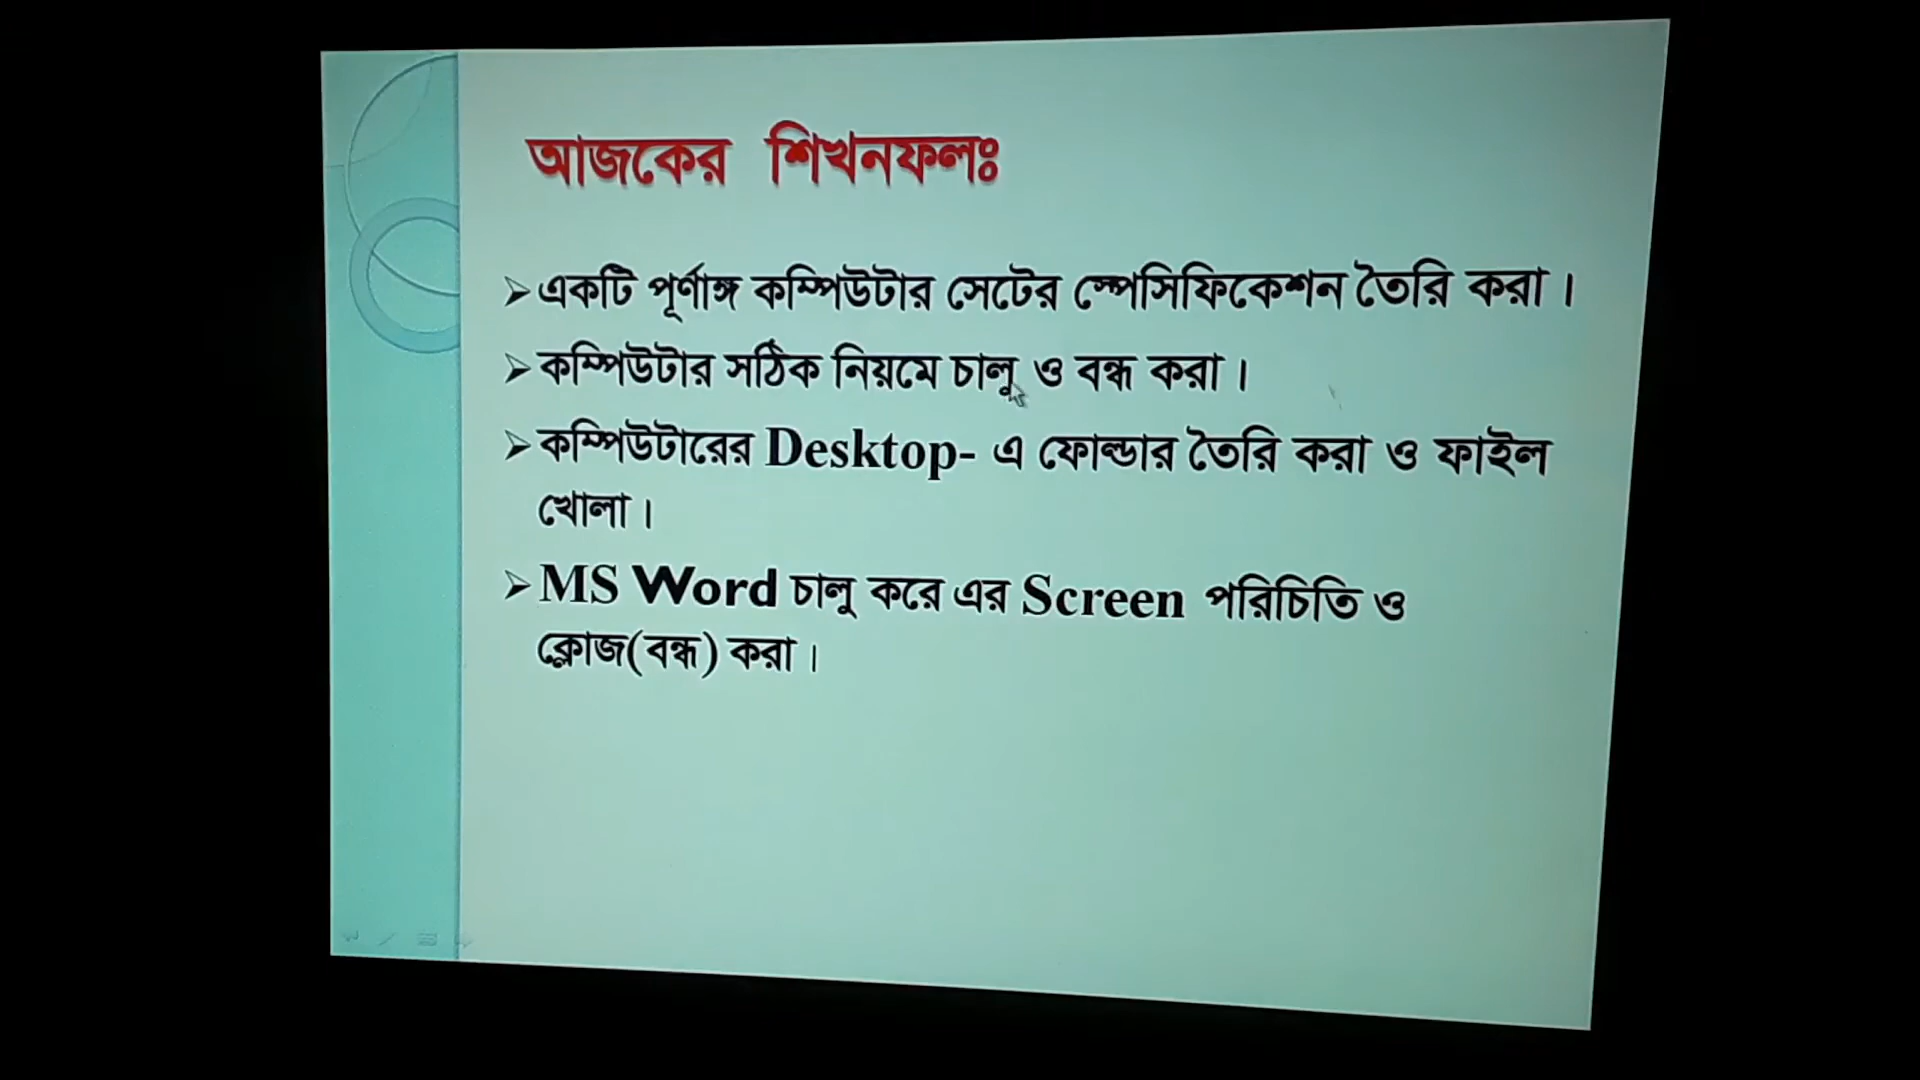 আজকের শিখনফলঃ
➢একটি পূর্ণাঙ্গ কম্পিউটার সেটের স্পেসিফিকেশন তৈরি করা।
➢কম্পিউটার সঠিক নিয়মে চালু ও বন্ধ করা।
➢কম্পিউটারের Desktop- এ ফোল্ডার তৈরি করা ও ফাইল
খোলা।
➢MS Word চালু করে এর Screen পরিচিতি ও
ক্লোজ(বন্ধ) করা।